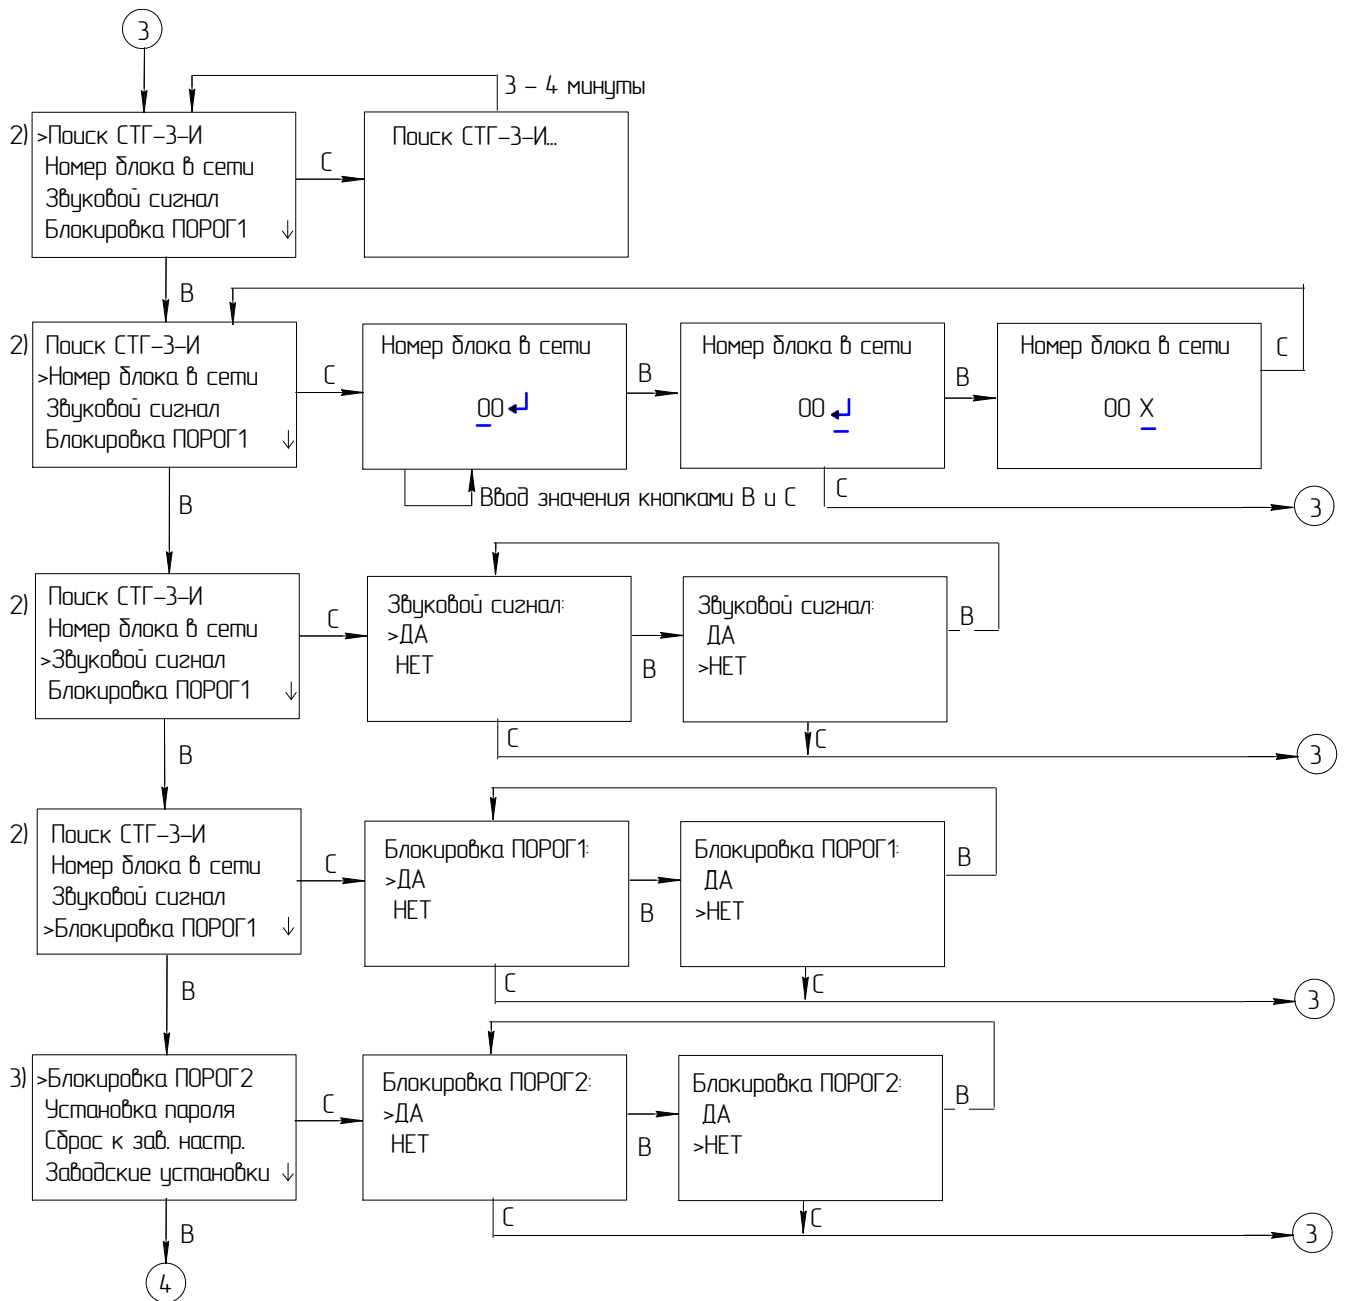 3
3 – 4 минуты
2) >Поиск СТГ–3–И
Номер блока в сети
Звуковой сигнал
Блокировка ПОРОГ1 ↓
С
Поиск СТГ–3–И...
В
2) Поиск СТГ–3–И
>Номер блока в сети
Звуковой сигнал
Блокировка ПОРОГ1 ↓
С
Номер блока в сети
00↵
В
Номер блока в сети
00↵
В
Номер блока в сети
00 X
С
Ввод значения кнопками В и С
С
3
В
2) Поиск СТГ–3–И
Номер блока в сети
>Звуковой сигнал
Блокировка ПОРОГ1 ↓
С
Звуковой сигнал:
>ДА
НЕТ
В
Звуковой сигнал:
ДА
>НЕТ
В
С
С
3
В
2) Поиск СТГ–3–И
Номер блока в сети
Звуковой сигнал
>Блокировка ПОРОГ1 ↓
С
Блокировка ПОРОГ1:
>ДА
НЕТ
В
Блокировка ПОРОГ1:
ДА
>НЕТ
В
С
С
3
В
3) >Блокировка ПОРОГ2
Установка пароля
Сброс к зав. настр.
Заводские установки ↓
С
Блокировка ПОРОГ2:
>ДА
НЕТ
В
Блокировка ПОРОГ2:
ДА
>НЕТ
В
С
С
3
В
4